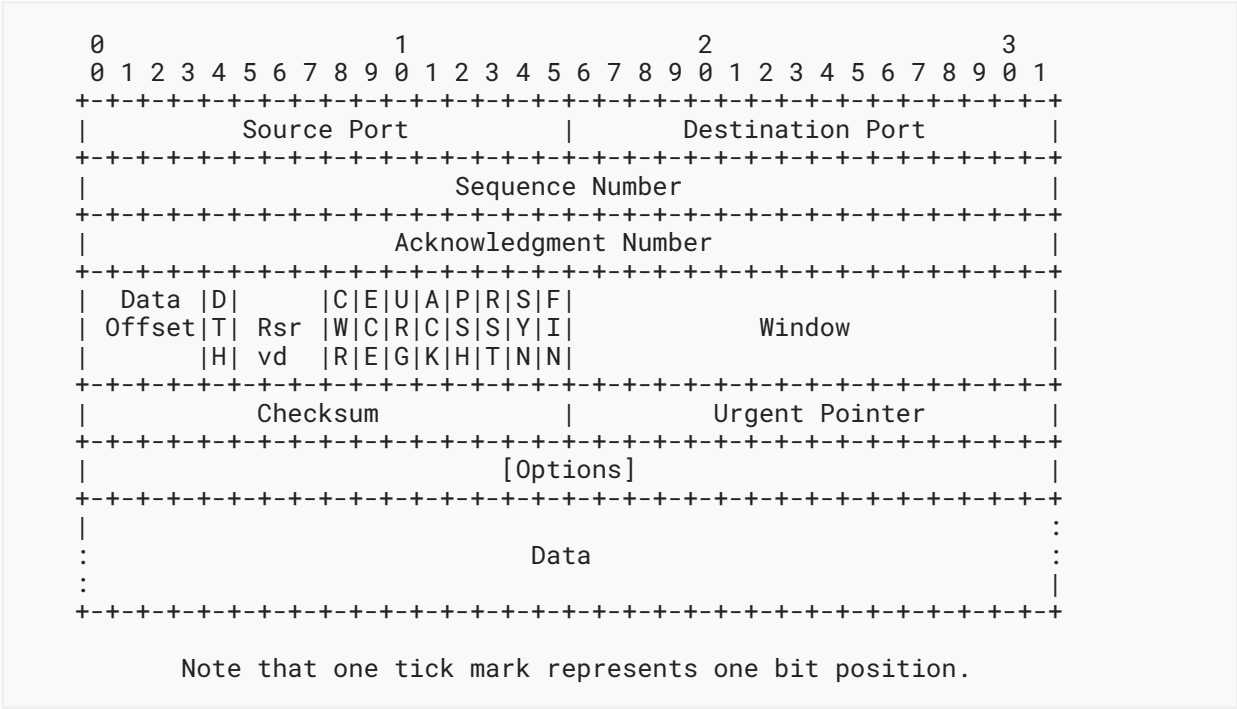 0                   1                   2                   3
 0 1 2 3 4 5 6 7 8 9 0 1 2 3 4 5 6 7 8 9 0 1 2 3 4 5 6 7 8 9 0 1
+-+-+-+-+-+-+-+-+-+-+-+-+-+-+-+-+-+-+-+-+-+-+-+-+-+-+-+-+-+-+-+-+
|          Source Port          |       Destination Port        |
+-+-+-+-+-+-+-+-+-+-+-+-+-+-+-+-+-+-+-+-+-+-+-+-+-+-+-+-+-+-+-+-+
|                        Sequence Number                        |
+-+-+-+-+-+-+-+-+-+-+-+-+-+-+-+-+-+-+-+-+-+-+-+-+-+-+-+-+-+-+-+-+
|                    Acknowledgment Number                      |
+-+-+-+-+-+-+-+-+-+-+-+-+-+-+-+-+-+-+-+-+-+-+-+-+-+-+-+-+-+-+-+-+
|  Data |D|     |C|E|U|A|P|R|S|F|                               |
| Offset|T| Rsr |W|C|R|C|S|S|Y|I|            Window             |
|       |H| vd  |R|E|G|K|H|T|N|N|                               |
+-+-+-+-+-+-+-+-+-+-+-+-+-+-+-+-+-+-+-+-+-+-+-+-+-+-+-+-+-+-+-+-+
|           Checksum            |         Urgent Pointer        |
+-+-+-+-+-+-+-+-+-+-+-+-+-+-+-+-+-+-+-+-+-+-+-+-+-+-+-+-+-+-+-+-+
|                           [Options]                           |
+-+-+-+-+-+-+-+-+-+-+-+-+-+-+-+-+-+-+-+-+-+-+-+-+-+-+-+-+-+-+-+-+
|                                                               :
:                             Data                              :
:                                                               |
+-+-+-+-+-+-+-+-+-+-+-+-+-+-+-+-+-+-+-+-+-+-+-+-+-+-+-+-+-+-+-+-+
Note that one tick mark represents one bit position.